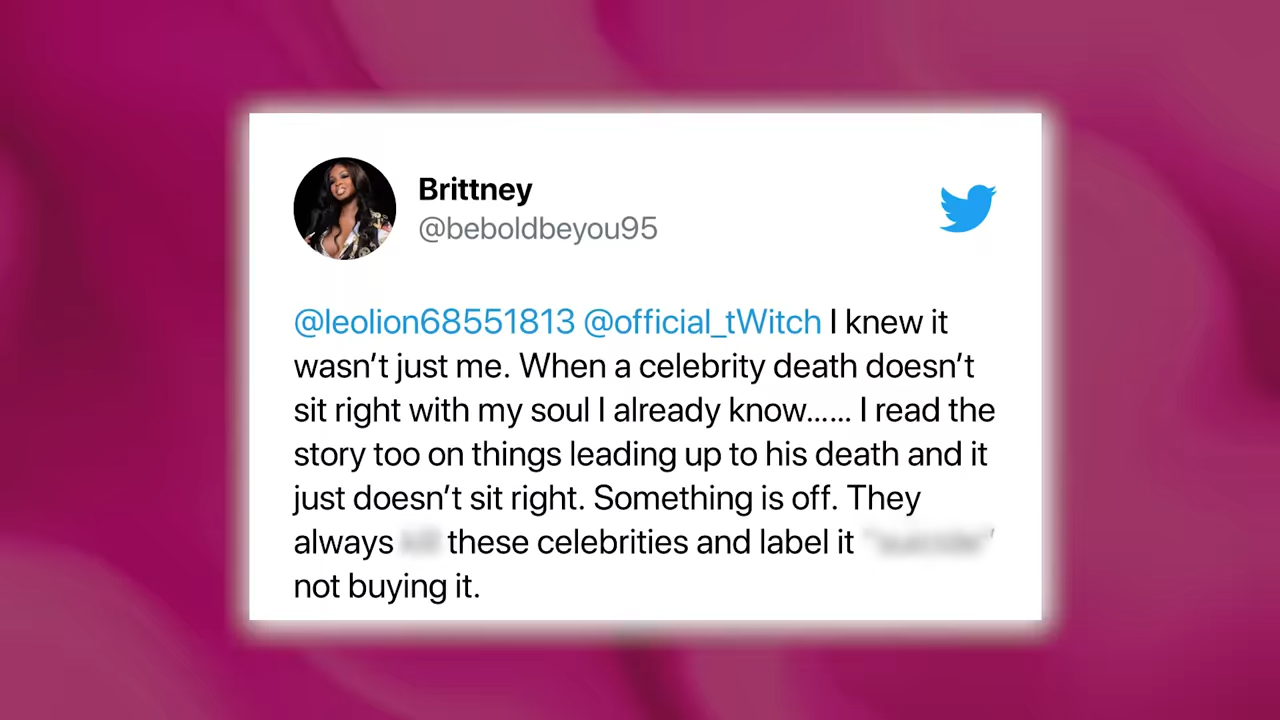 Brittney
@beboldbeyou95
@leolion68551813 @official_tWitch I knew it
wasn't just me. When a celebrity death doesn't
sit right with my soul I already know...... I read the
story too on things leading up to his death and it
just doesn't sit right. Something is off. They
always these celebrities and label it
not buying it.